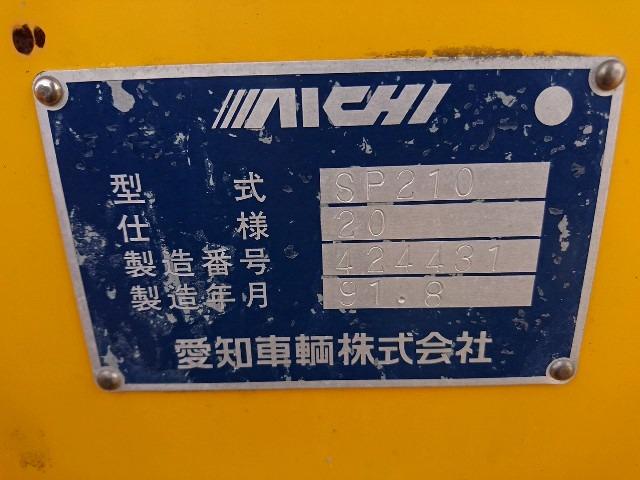 AICHI
型式 SP210
仕様 20
製造番号 424431
製造年月 91.8
愛知車輌株式会社